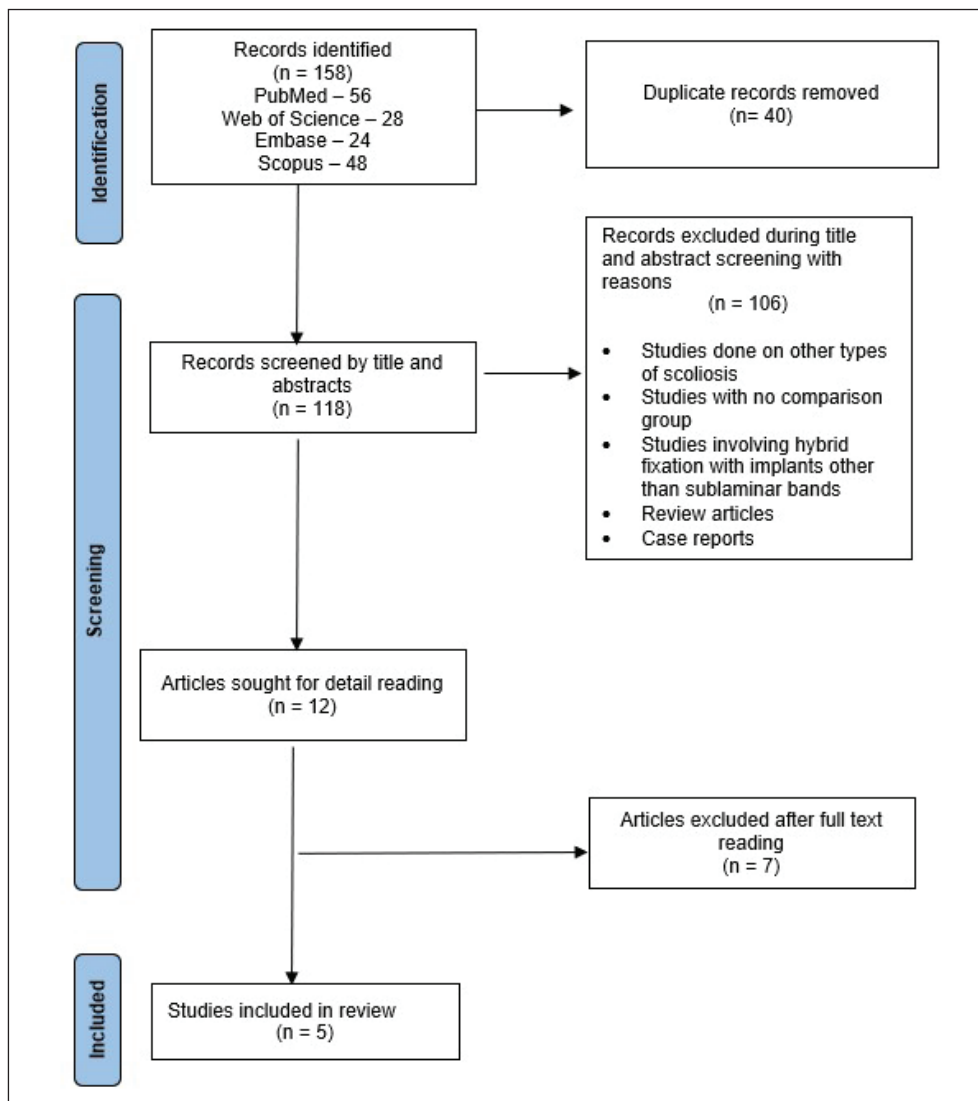 Identification
Records identified
(n = 158)
PubMed – 56
Web of Science – 28
Embase – 24
Scopus – 48
Duplicate records removed
(n= 40)
Screening
Records screened by title and
abstracts
(n = 118)
Records excluded during title
and abstract screening with
reasons
(n = 106)
• Studies done on other types
of scoliosis
• Studies with no comparison
group
• Studies involving hybrid
fixation with implants other
than sublaminar bands
• Review articles
• Case reports
Articles sought for detail reading
(n = 12)
Articles excluded after full text
reading
(n = 7)
Included
Studies included in review
(n = 5)